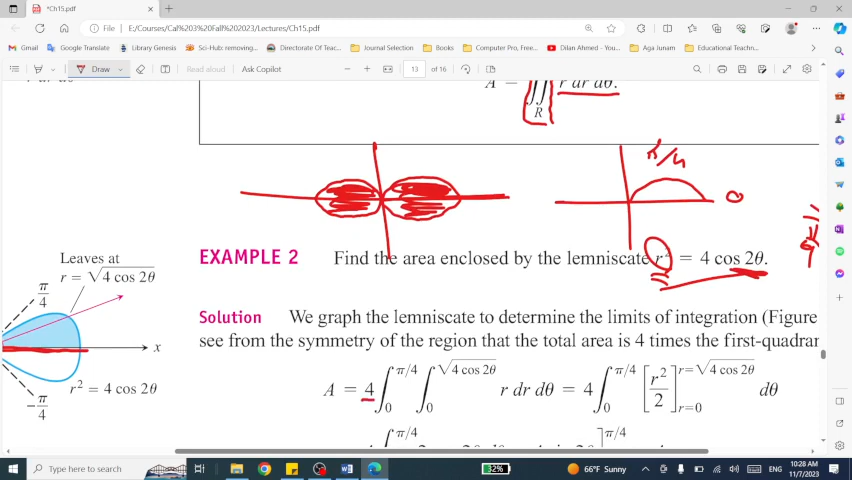 *Ch15.pdf
File
E:/Courses/Cal%203%20Fall%202023/Lectures/Ch15.pdf
Gmail
Google Translate
Library Genesis
Sci-Hub: removing...
Directorate Of Teac...
Journal Selection
Books
Computer Pro, Free...
Dilan Ahmed - Goo...
Aga Junam
Educational Teachn...
Draw
Read aloud
Ask Copilot
13 of 16
A = ∬ r dr dθ.
R
π/4
0
EXAMPLE 2 Find the area enclosed by the lemniscate r² = 4 cos 2θ.
Leaves at
r = √4 cos 2θ
π/4
x
r² = 4 cos 2θ
-π/4
Solution We graph the lemniscate to determine the limits of integration (Figure
see from the symmetry of the region that the total area is 4 times the first-quadran
A = 4 ∫₀^π/4 ∫₀^√4 cos 2θ r dr dθ = 4 ∫₀^π/4 [r²/2]r=0 r=√4 cos 2θ dθ
Type here to search
32%
66°F Sunny
10:28 AM
11/7/2023